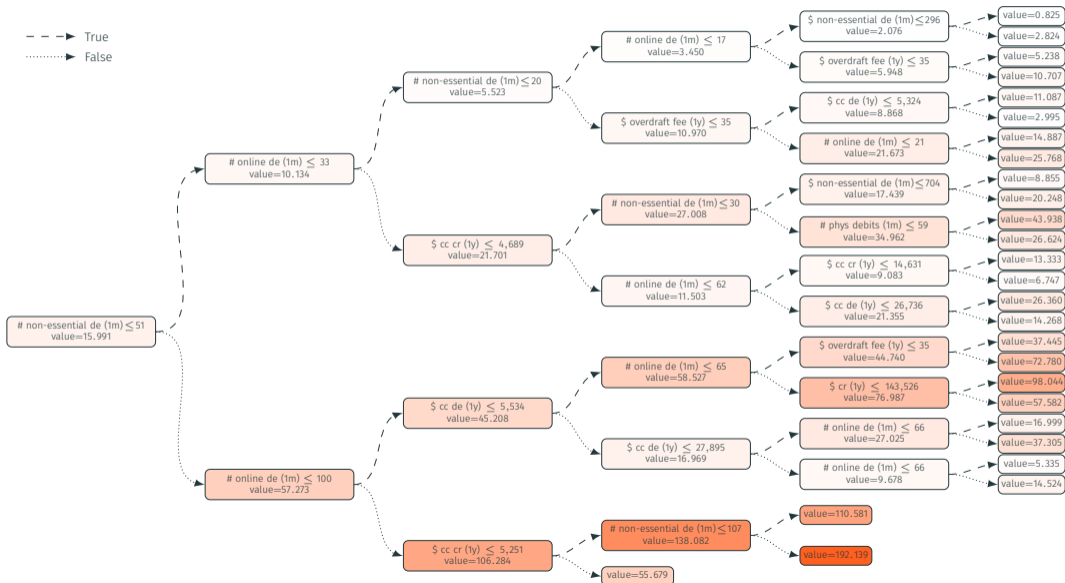 True
False
# non-essential de (1m)≤51
value=15.991
# online de (1m) ≤ 33
value=10.134
# online de (1m) ≤ 100
value=57.273
# non-essential de (1m)≤20
value=5.523
$ cc cr (1y) ≤ 4,689
value=21.701
$ cc de (1y) ≤ 5,534
value=45.208
$ cc cr (1y) ≤ 5,251
value=106.284
# online de (1m) ≤ 17
value=3.450
$ overdraft fee (1y) ≤ 35
value=10.970
# non-essential de (1m)≤30
value=27.008
# online de (1m) ≤ 62
value=11.503
# online de (1m) ≤ 65
value=58.527
$ cc de (1y) ≤ 27,895
value=16.969
# non-essential de (1m)≤107
value=138.082
value=55.679
$ non-essential de (1m)≤296
value=2.076
$ overdraft fee (1y) ≤ 35
value=5.948
$ cc de (1y) ≤ 5,324
value=8.868
# online de (1m) ≤ 21
value=21.673
$ non-essential de (1m)≤704
value=17.439
# phys debits (1m) ≤ 59
value=34.962
$ cc cr (1y) ≤ 14,631
value=9.083
$ cc de (1y) ≤ 26,736
value=21.355
$ overdraft fee (1y) ≤ 35
value=44.740
$ cr (1y) ≤ 143,526
value=76.987
# online de (1m) ≤ 66
value=27.025
# online de (1m) ≤ 66
value=9.678
value=110.581
value=192.139
value=0.825
value=2.824
value=5.238
value=10.707
value=11.087
value=2.995
value=14.887
value=25.768
value=8.855
value=20.248
value=43.938
value=26.624
value=13.333
value=6.747
value=26.360
value=14.268
value=37.445
value=72.780
value=98.044
value=57.582
value=16.999
value=37.305
value=5.335
value=14.524